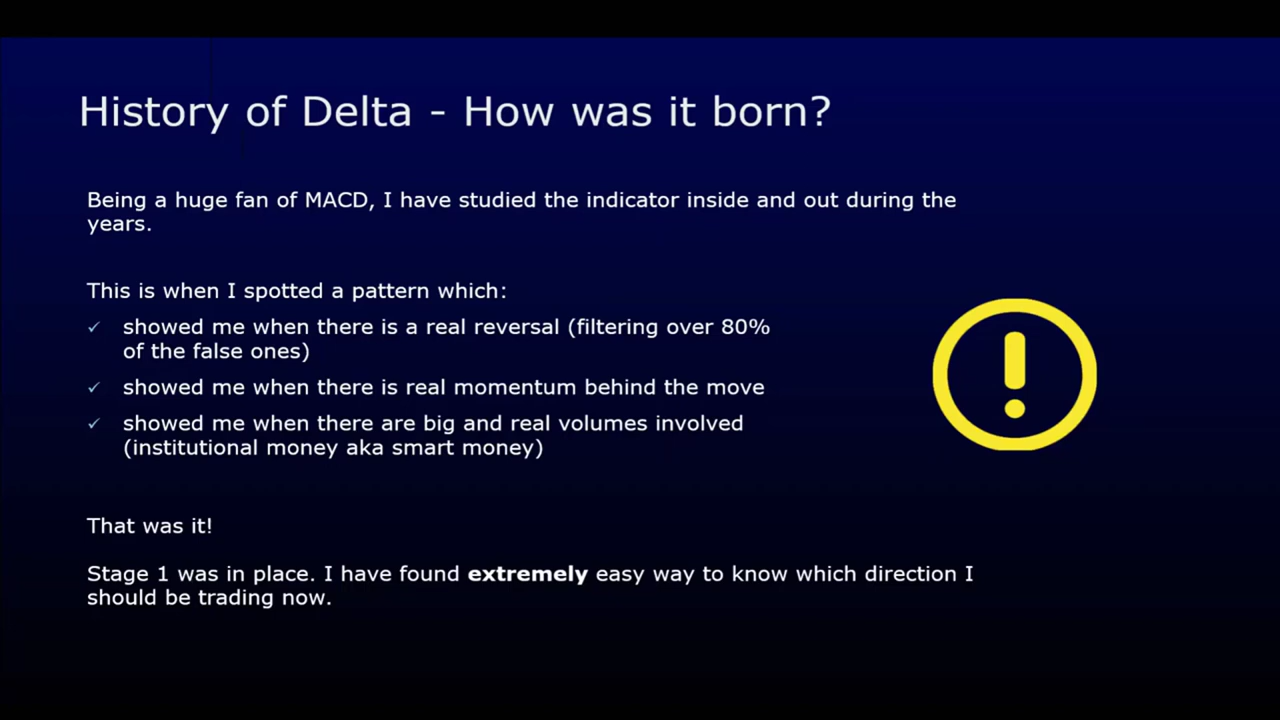 History of Delta - How was it born?
Being a huge fan of MACD, I have studied the indicator inside and out during the
years.
This is when I spotted a pattern which:
✓ showed me when there is a real reversal (filtering over 80%
of the false ones)
✓ showed me when there is real momentum behind the move
✓ showed me when there are big and real volumes involved
(institutional money aka smart money)
That was it!
Stage 1 was in place. I have found extremely easy way to know which direction I
should be trading now.